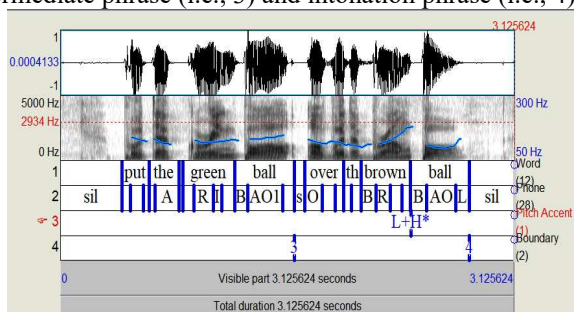 ermediate phrase (i.e., 3) and intonation phrase (i.e., 4)
3.125624
1
0.0004133
-1
5000 Hz 300 Hz
2934 Hz
0 Hz 50 Hz
1 put the green ball over th brown ball Word (12)
2 sil A R I B AO1 s O B R B AO L sil Phone (28)
3 L+H* Pitch Accent (1)
4 3 4 Boundary (2)
0 Visible part 3.125624 seconds 3.125624
Total duration 3.125624 seconds